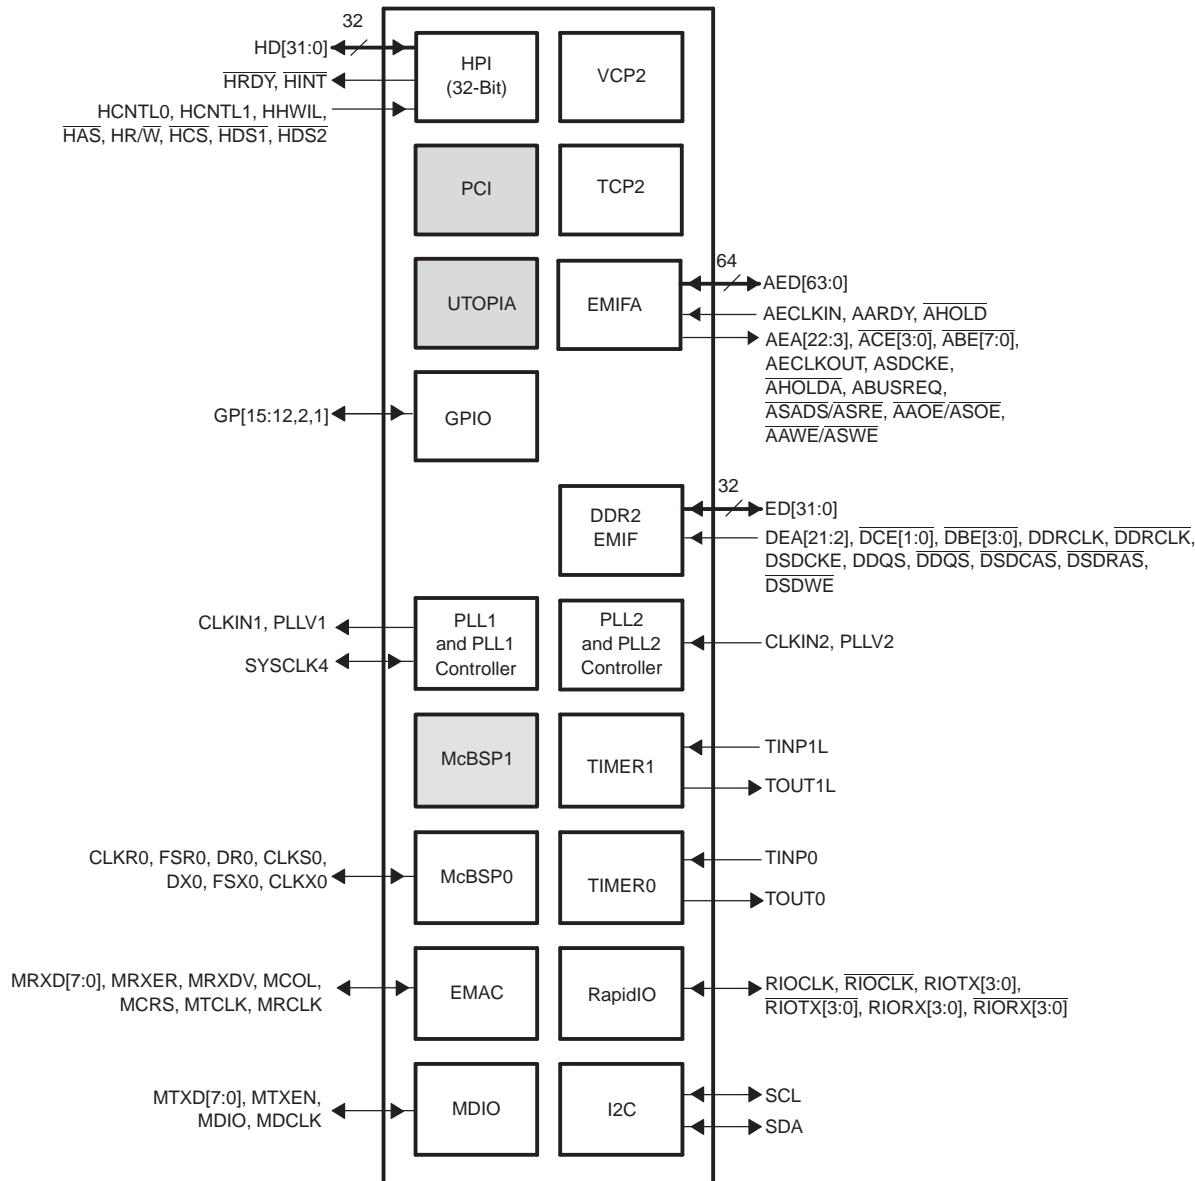 32
HD[31:0]
HRDY, HINT
HCNTL0, HCNTL1, HHWIL,
HAS, HR/W, HCS, HDS1, HDS2
HPI
(32-Bit)
VCP2
PCI
TCP2
UTOPIA
EMIFA
64
AED[63:0]
AECLKIN, AARDY, AHOLD
AEA[22:3], ACE[3:0], ABE[7:0],
AECLKOUT, ASDCKE,
AHOLDA, ABUSREQ,
ASADS/ASRE, AAOE/ASOE,
AAWE/ASWE
GP[15:12,2,1]
GPIO
DDR2
EMIF
32
ED[31:0]
DEA[21:2], DCE[1:0], DBE[3:0], DDRCLK, DDRCLK,
DSDCKE, DDQS, DDQS, DSDCAS, DSDRAS,
DSDWE
CLKIN1, PLLV1
SYSCLK4
PLL1
and PLL1
Controller
PLL2
and PLL2
Controller
CLKIN2, PLLV2
McBSP1
TIMER1
TINP1L
TOUT1L
CLKR0, FSR0, DR0, CLKS0,
DX0, FSX0, CLKX0
McBSP0
TIMER0
TINP0
TOUT0
MRXD[7:0], MRXER, MRXDV, MCOL,
MCRS, MTCLK, MRCLK
EMAC
RapidIO
RIOCLK, RIOCLK, RIOTX[3:0],
RIOTX[3:0], RIORX[3:0], RIORX[3:0]
MTXD[7:0], MTXEN,
MDIO, MDCLK
MDIO
I2C
SCL
SDA